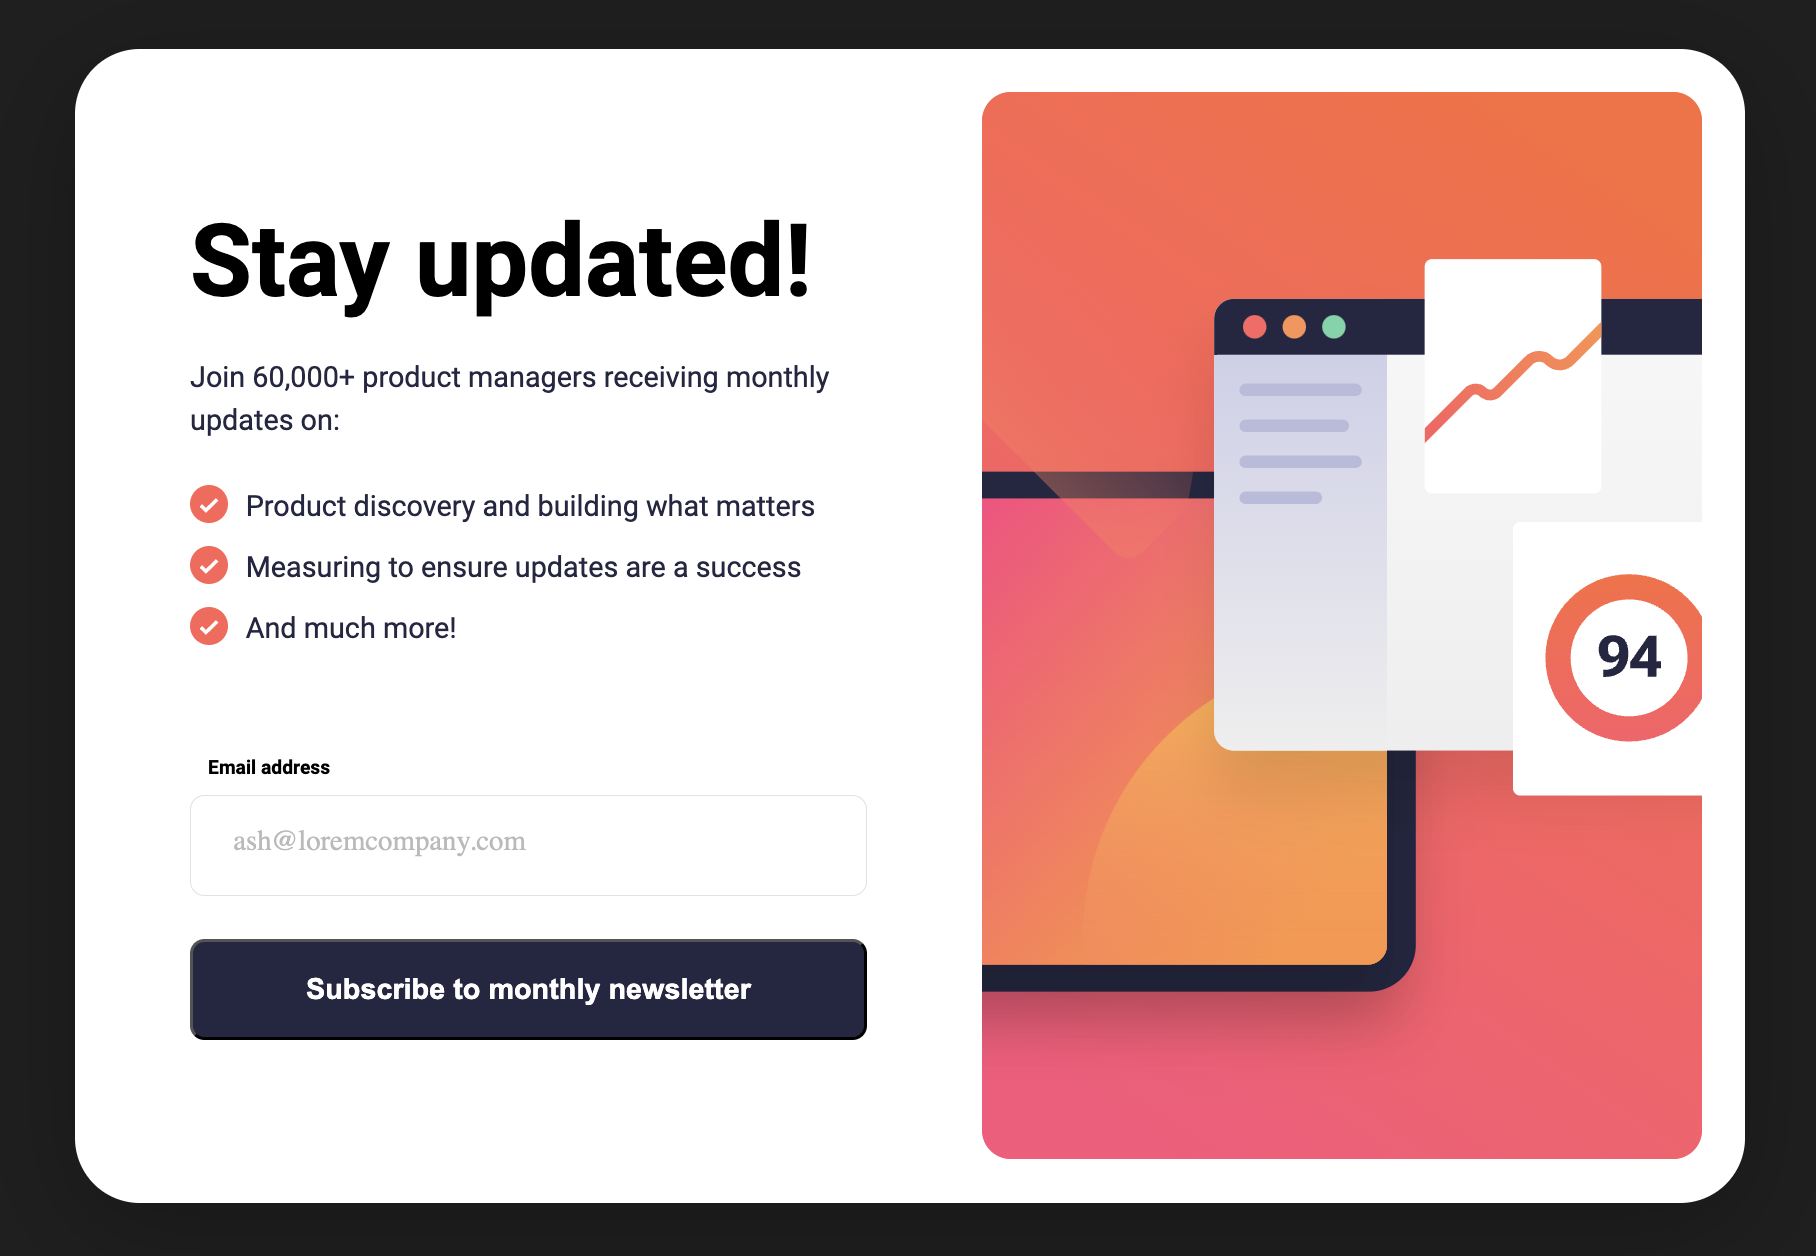 Stay updated!
Join 60,000+ product managers receiving monthly
updates on:
Product discovery and building what matters
Measuring to ensure updates are a success
And much more!
Email address
ash@loremcompany.com
Subscribe to monthly newsletter
94